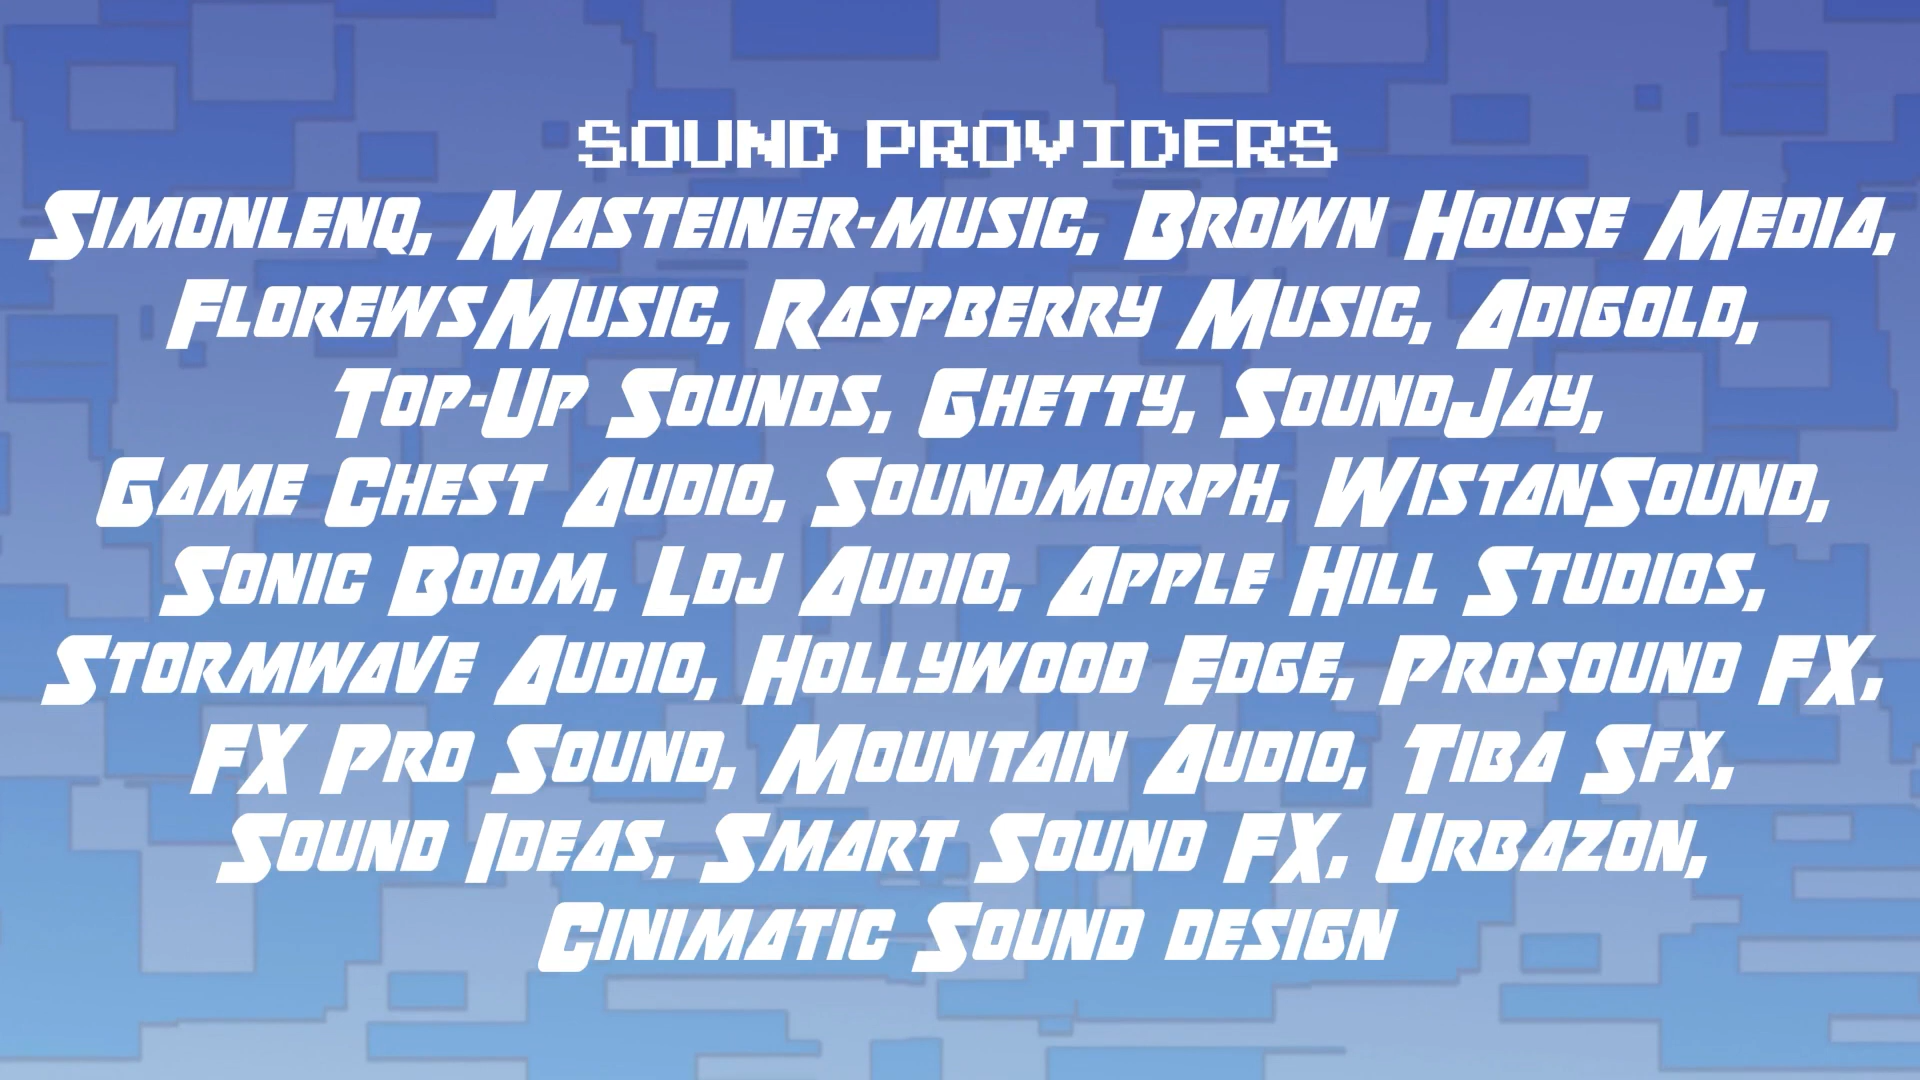 SOUND PROVIDERS
Simonlenq, Masteiner-music, Brown House Media,
FlorewsMusic, Raspberry Music, Adigold,
Top-Up Sounds, Ghetty, SoundJay,
Game Chest Audio, Soundmorph, WistanSound,
Sonic Boom, Ldj Audio, Apple Hill Studios,
Stormwave Audio, Hollywood Edge, Prosound FX,
FX Pro Sound, Mountain Audio, Tiba Sfx,
Sound Ideas, Smart Sound FX, Urbazon,
Cinimatic Sound design